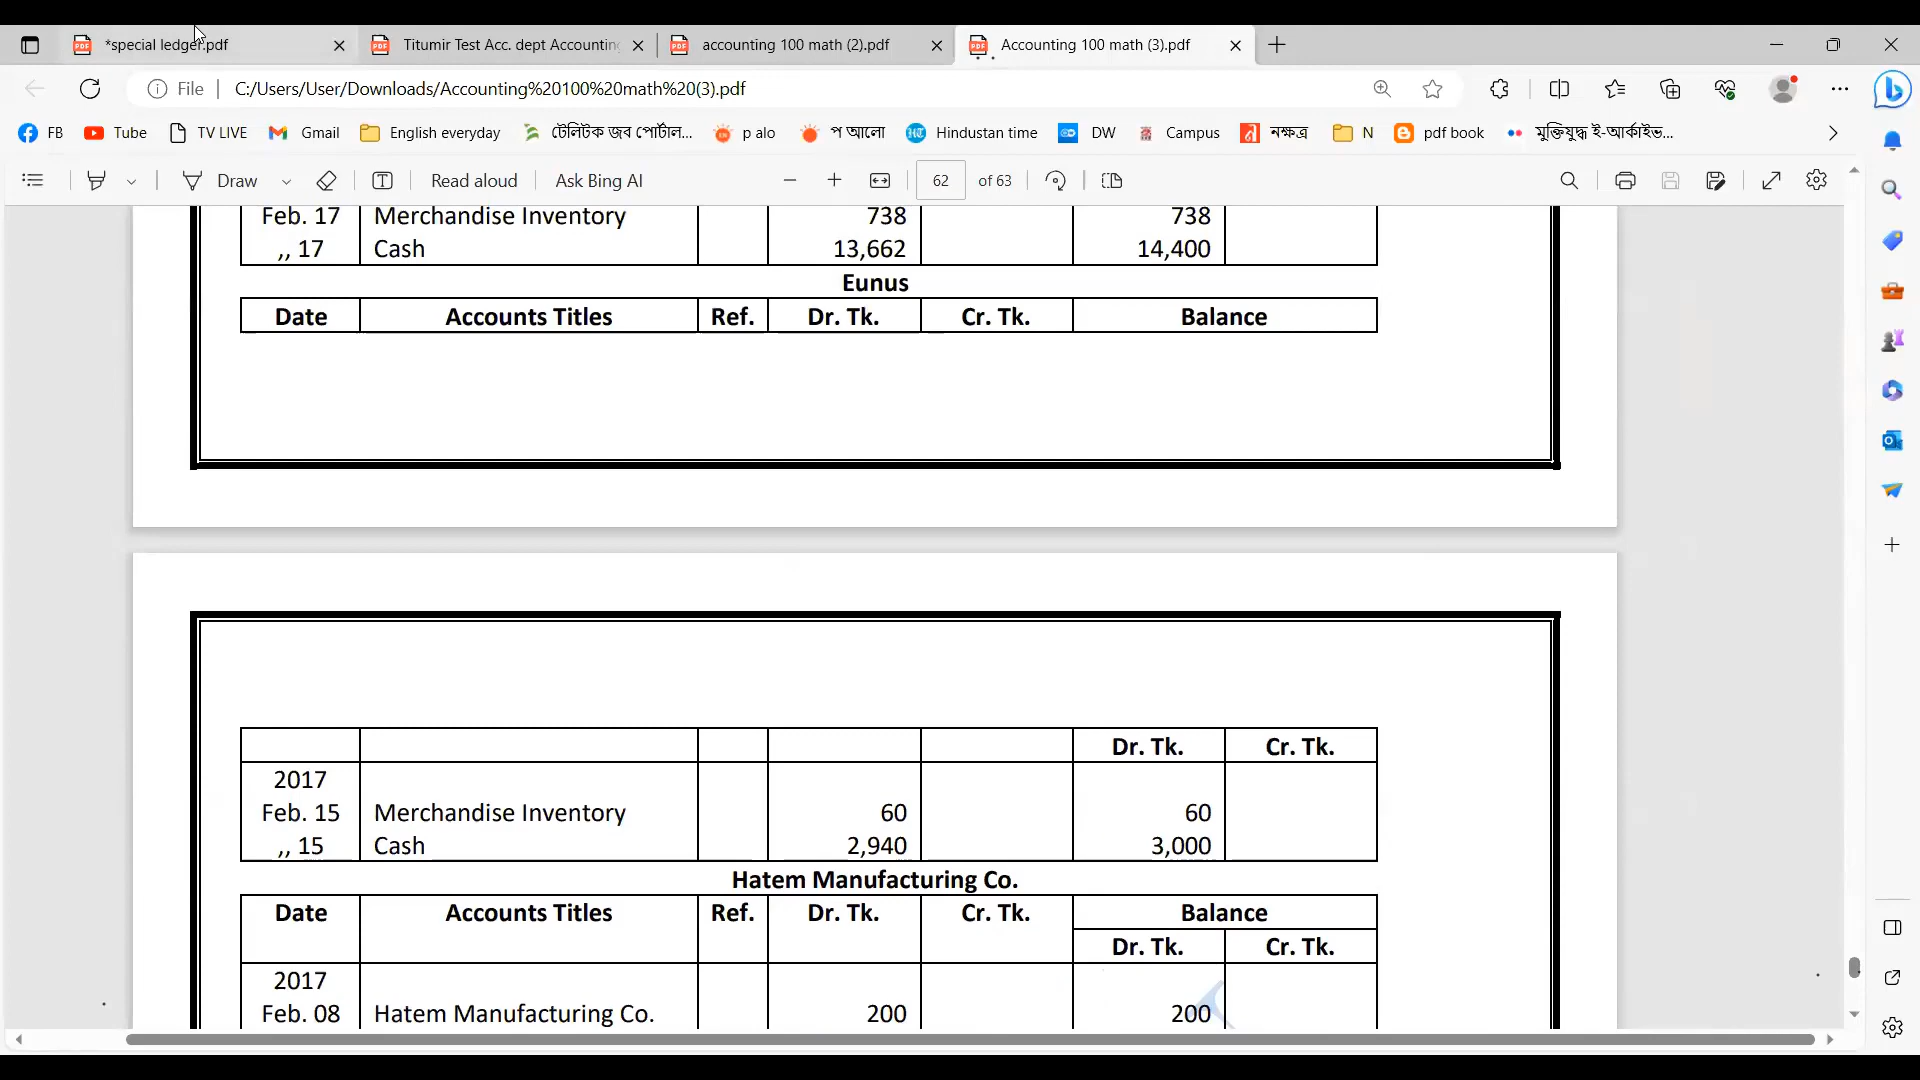 *special ledger.pdf
Titumir Test Acc. dept Accountin
accounting 100 math (2).pdf
Accounting 100 math (3).pdf
File
C:/Users/User/Downloads/Accounting%20100%20math%20(3).pdf
FB Tube TV LIVE Gmail English everyday টেলিটক জব পোর্টাল... p alo প আলো Hindustan time DW Campus নক্ষত্র N pdf book মুক্তিযুদ্ধ ই-আর্কাইভ...
Draw Read aloud Ask Bing AI 62 of 63
Feb. 17 Merchandise Inventory 738 738
,, 17 Cash 13,662 14,400
Eunus
Date Accounts Titles Ref. Dr. Tk. Cr. Tk. Balance
Dr. Tk. Cr. Tk.
2017
Feb. 15 Merchandise Inventory 60 60
,, 15 Cash 2,940 3,000
Hatem Manufacturing Co.
Date Accounts Titles Ref. Dr. Tk. Cr. Tk. Balance
Dr. Tk. Cr. Tk.
2017
Feb. 08 Hatem Manufacturing Co. 200 200